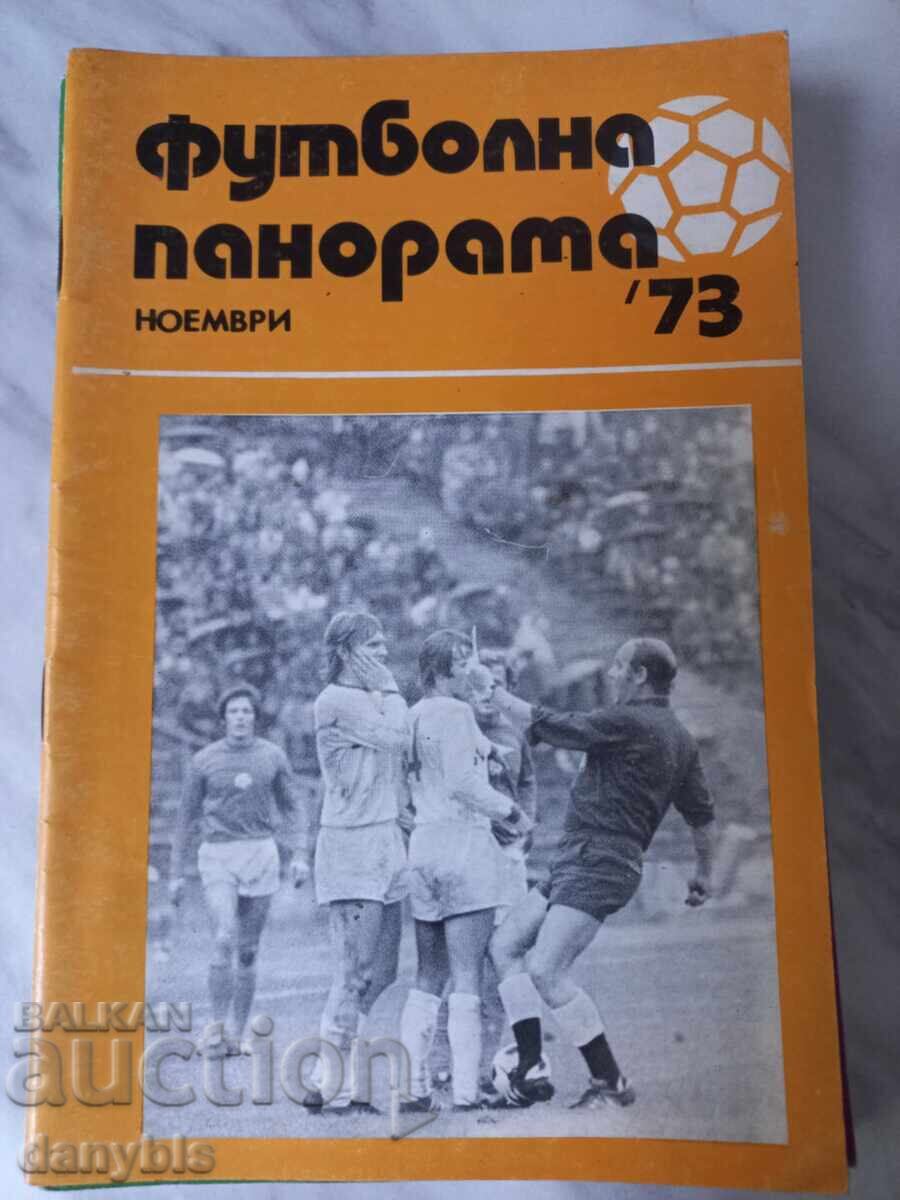 футболна
панорама
НОЕМВРИ '73
BALKAN
auction
danybls